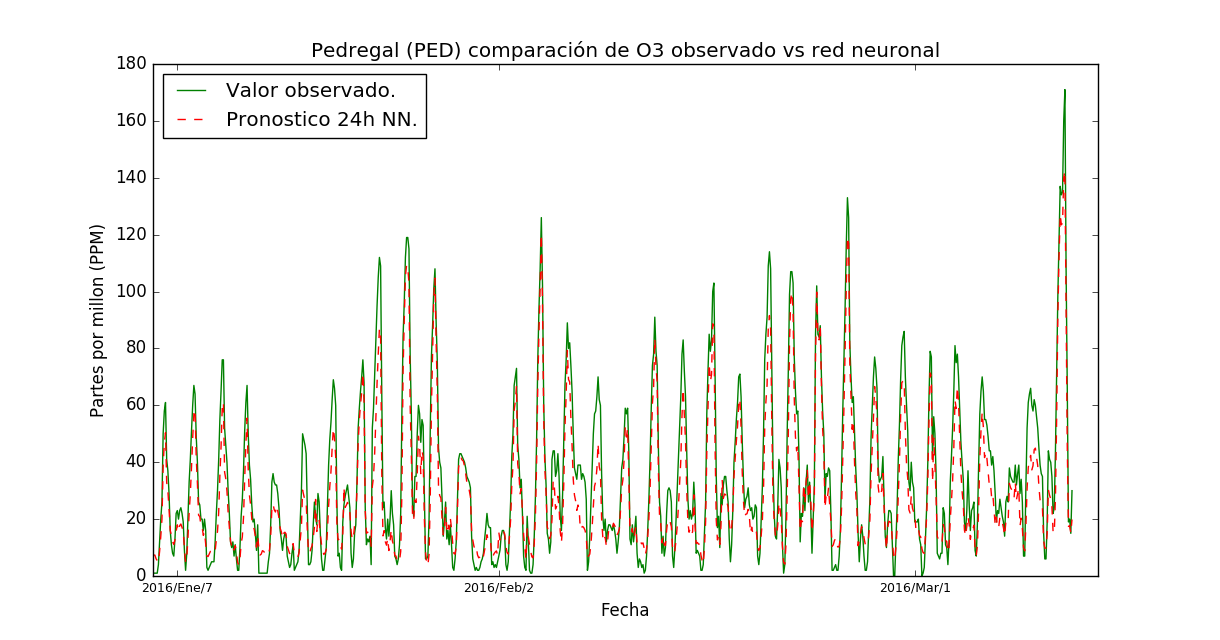 Pedregal (PED) comparación de O3 observado vs red neuronal
Valor observado.
Pronostico 24h NN.
Partes por millon (PPM)
180
160
140
120
100
80
60
40
20
0
2016/Ene/7 2016/Feb/2 2016/Mar/1
Fecha